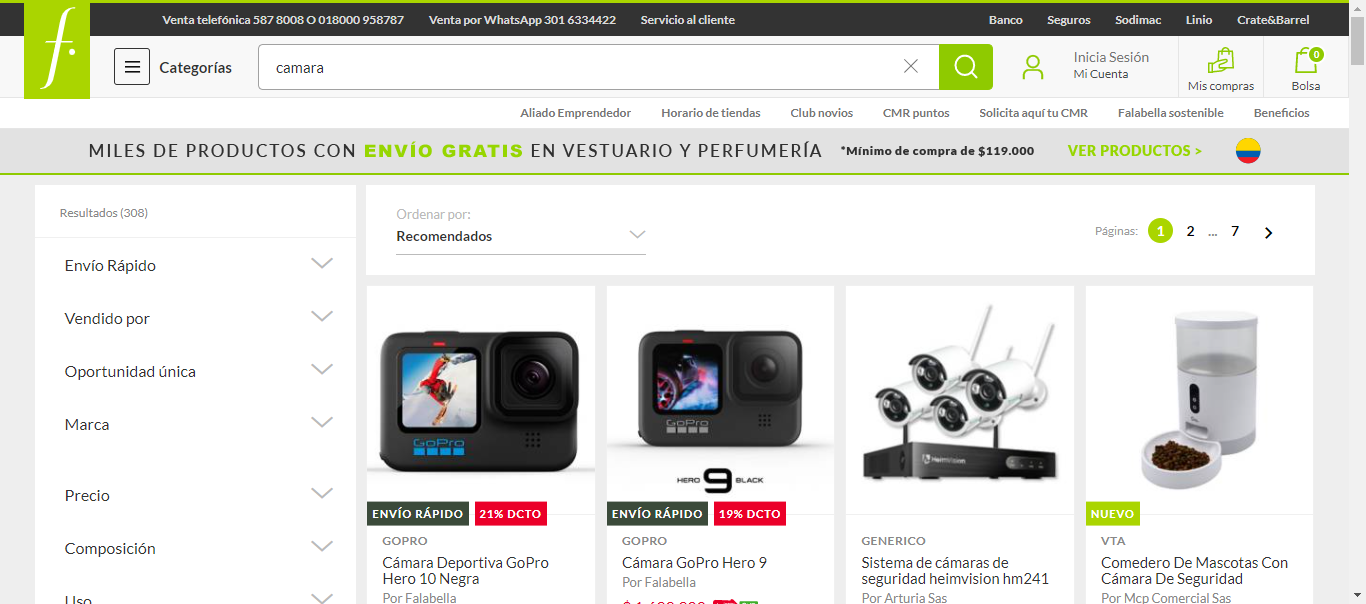 Venta telefónica 587 8008 O 018000 958787 Venta por WhatsApp 301 6334422 Servicio al cliente Banco Seguros Sodimac Linio Crate&Barrel
f.
Categorías camara Inicia Sesión
Mi Cuenta
Mis compras
0
Bolsa
Aliado Emprendedor Horario de tiendas Club novios CMR puntos Solicita aquí tu CMR Falabella sostenible Beneficios
MILES DE PRODUCTOS CON ENVÍO GRATIS EN VESTUARIO Y PERFUMERÍA *Mínimo de compra de $119.000 VER PRODUCTOS >
Resultados (308)
Envío Rápido
Vendido por
Oportunidad única
Marca
Precio
Composición
Uso
Ordenar por:
Recomendados
Páginas: 1 2 ... 7
GoPro
ENVÍO RÁPIDO 21% DCTO
GOPRO
Cámara Deportiva GoPro
Hero 10 Negra
Por Falabella
GoPro
HERO 9 BLACK
ENVÍO RÁPIDO 19% DCTO
GOPRO
Cámara GoPro Hero 9
Por Falabella
HeimVision
GENERICO
Sistema de cámaras de
seguridad heimvision hm241
Por Arturia Sas
NUEVO
VTA
Comedero De Mascotas Con
Cámara De Seguridad
Por Mcp Comercial Sas